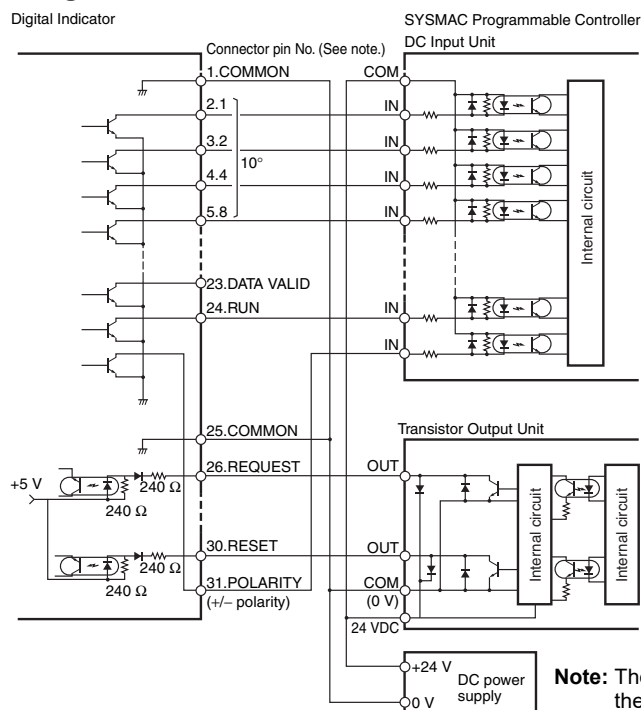 Digital Indicator
SYSMAC Programmable Controller
Connector pin No. (See note.)
DC Input Unit
1.COMMON
COM
2.1
IN
3.2
IN
10°
4.4
IN
5.8
IN
Internal circuit
23.DATA VALID
24.RUN
IN
IN
25.COMMON
Transistor Output Unit
26.REQUEST
OUT
+5 V
240 Ω
240 Ω
30.RESET
OUT
240 Ω
240 Ω
31.POLARITY
(+/− polarity)
COM
(0 V)
24 VDC
Internal circuit
Internal circuit
+24 V
DC power
supply
0 V
Note: The
the